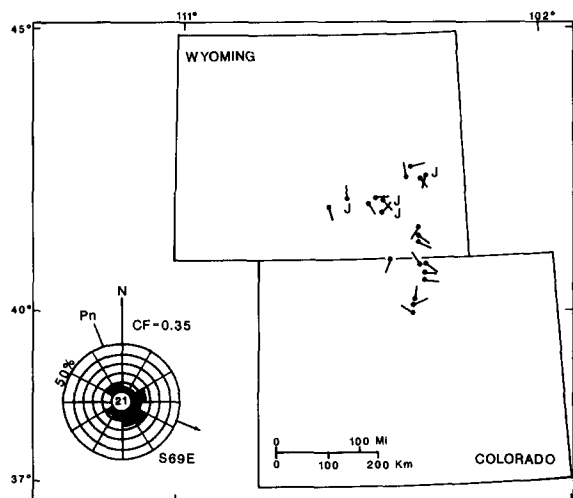 111° 102°
45°
WYOMING
J
J
J
J
N
Pn
CF=0.35
40°
50%
21
S69E
0 100 Mi
0 100 200 Km
COLORADO
37°